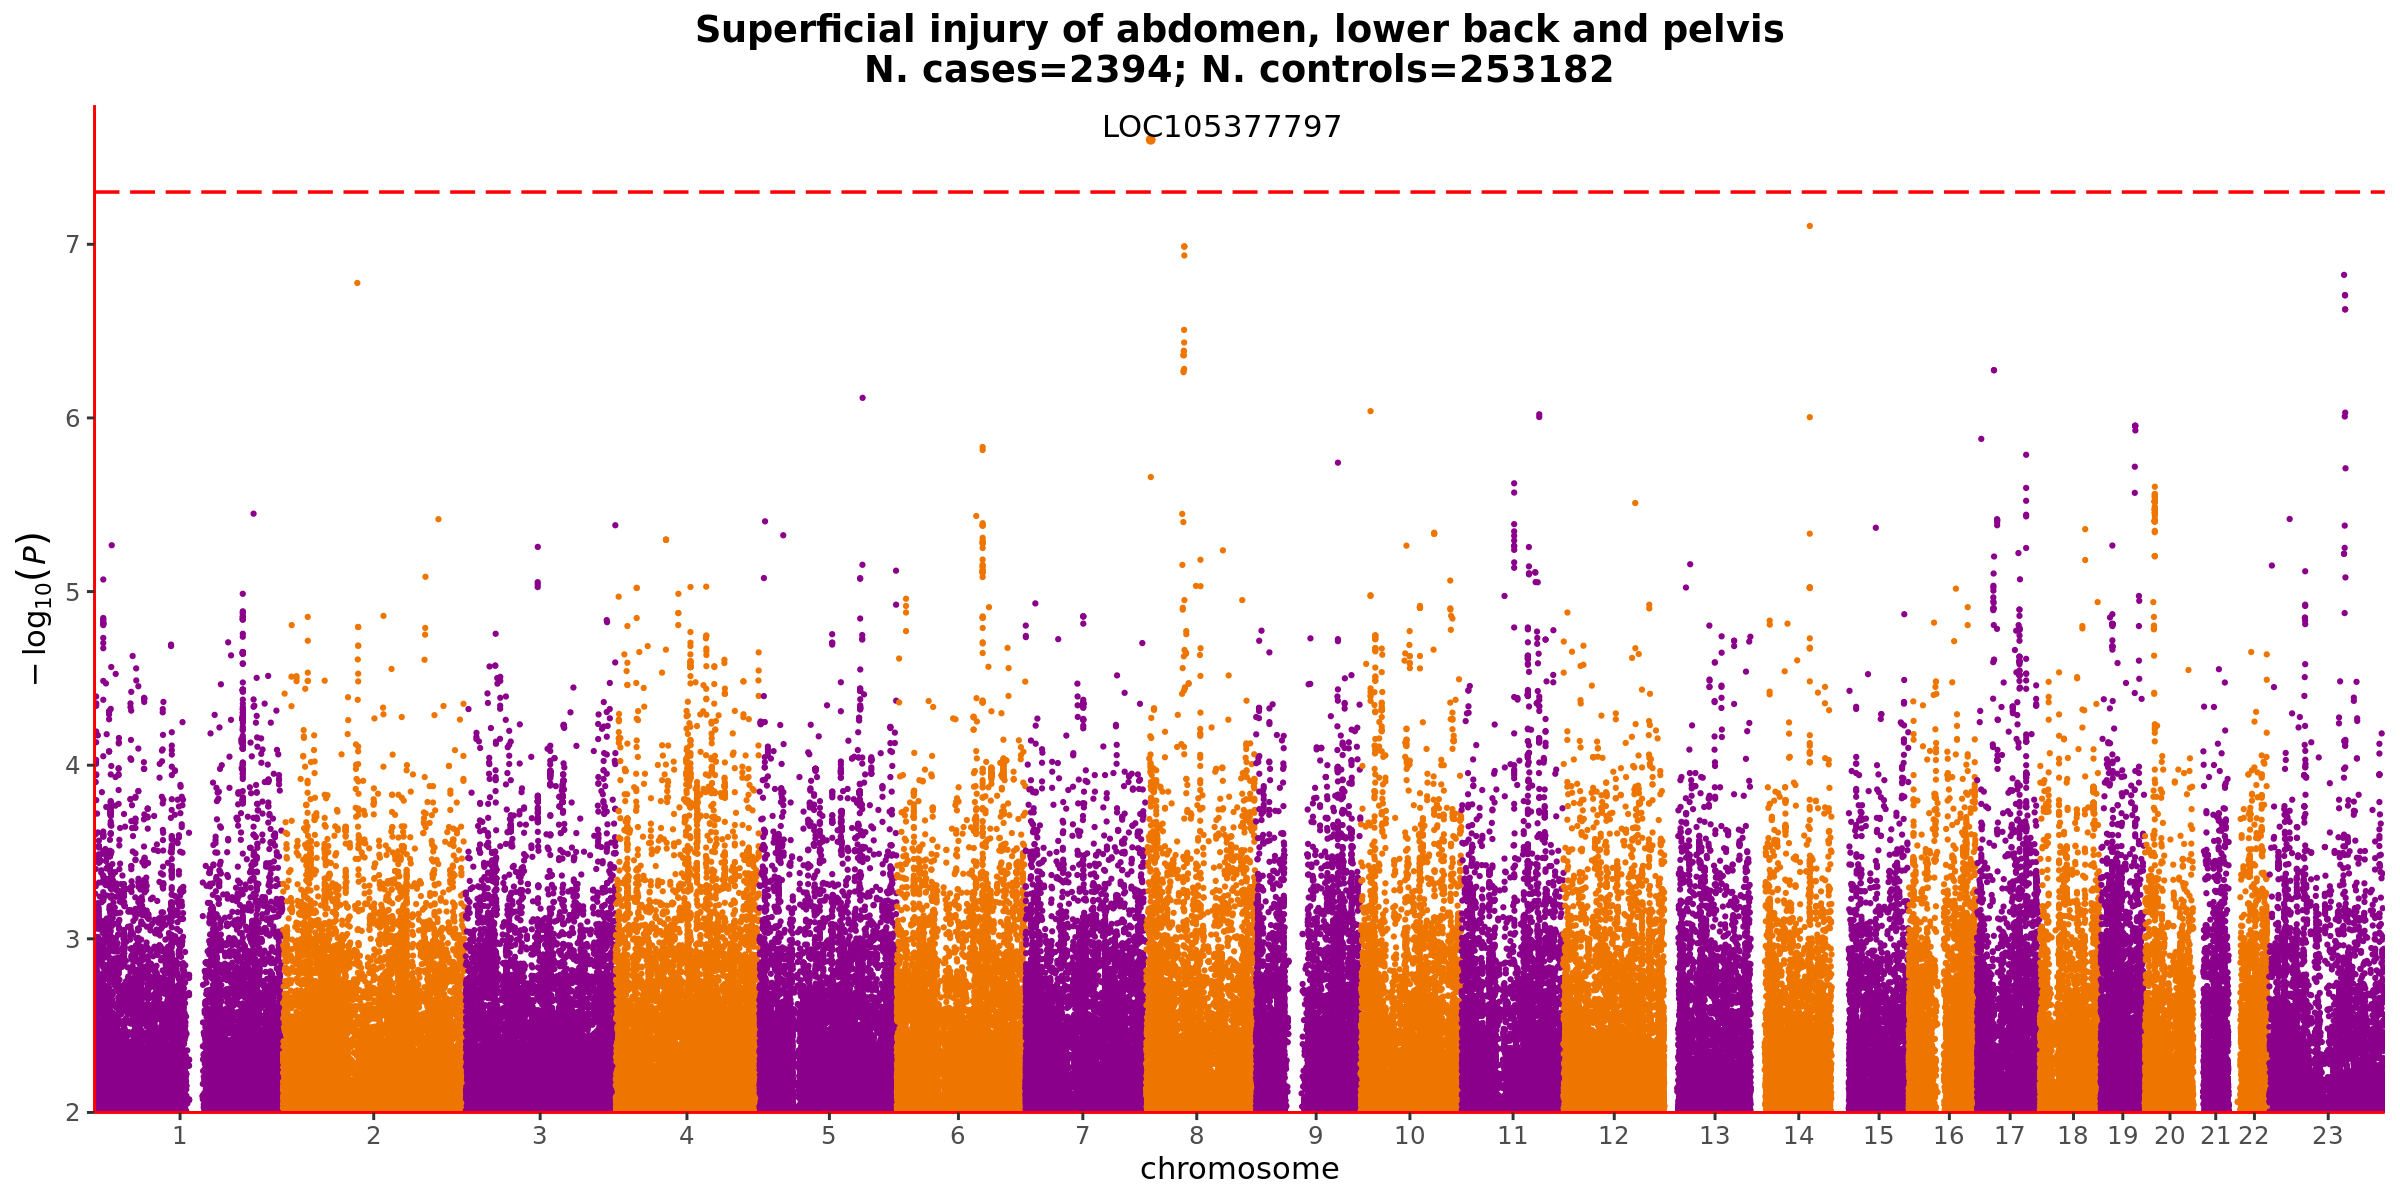 Superficial injury of abdomen, lower back and pelvis
N. cases=2394; N. controls=253182
LOC105377797
7
6
5
4
3
2
−log10(P)
1 2 3 4 5 6 7 8 9 10 11 12 13 14 15 16 17 18 19 20 21 22 23
chromosome